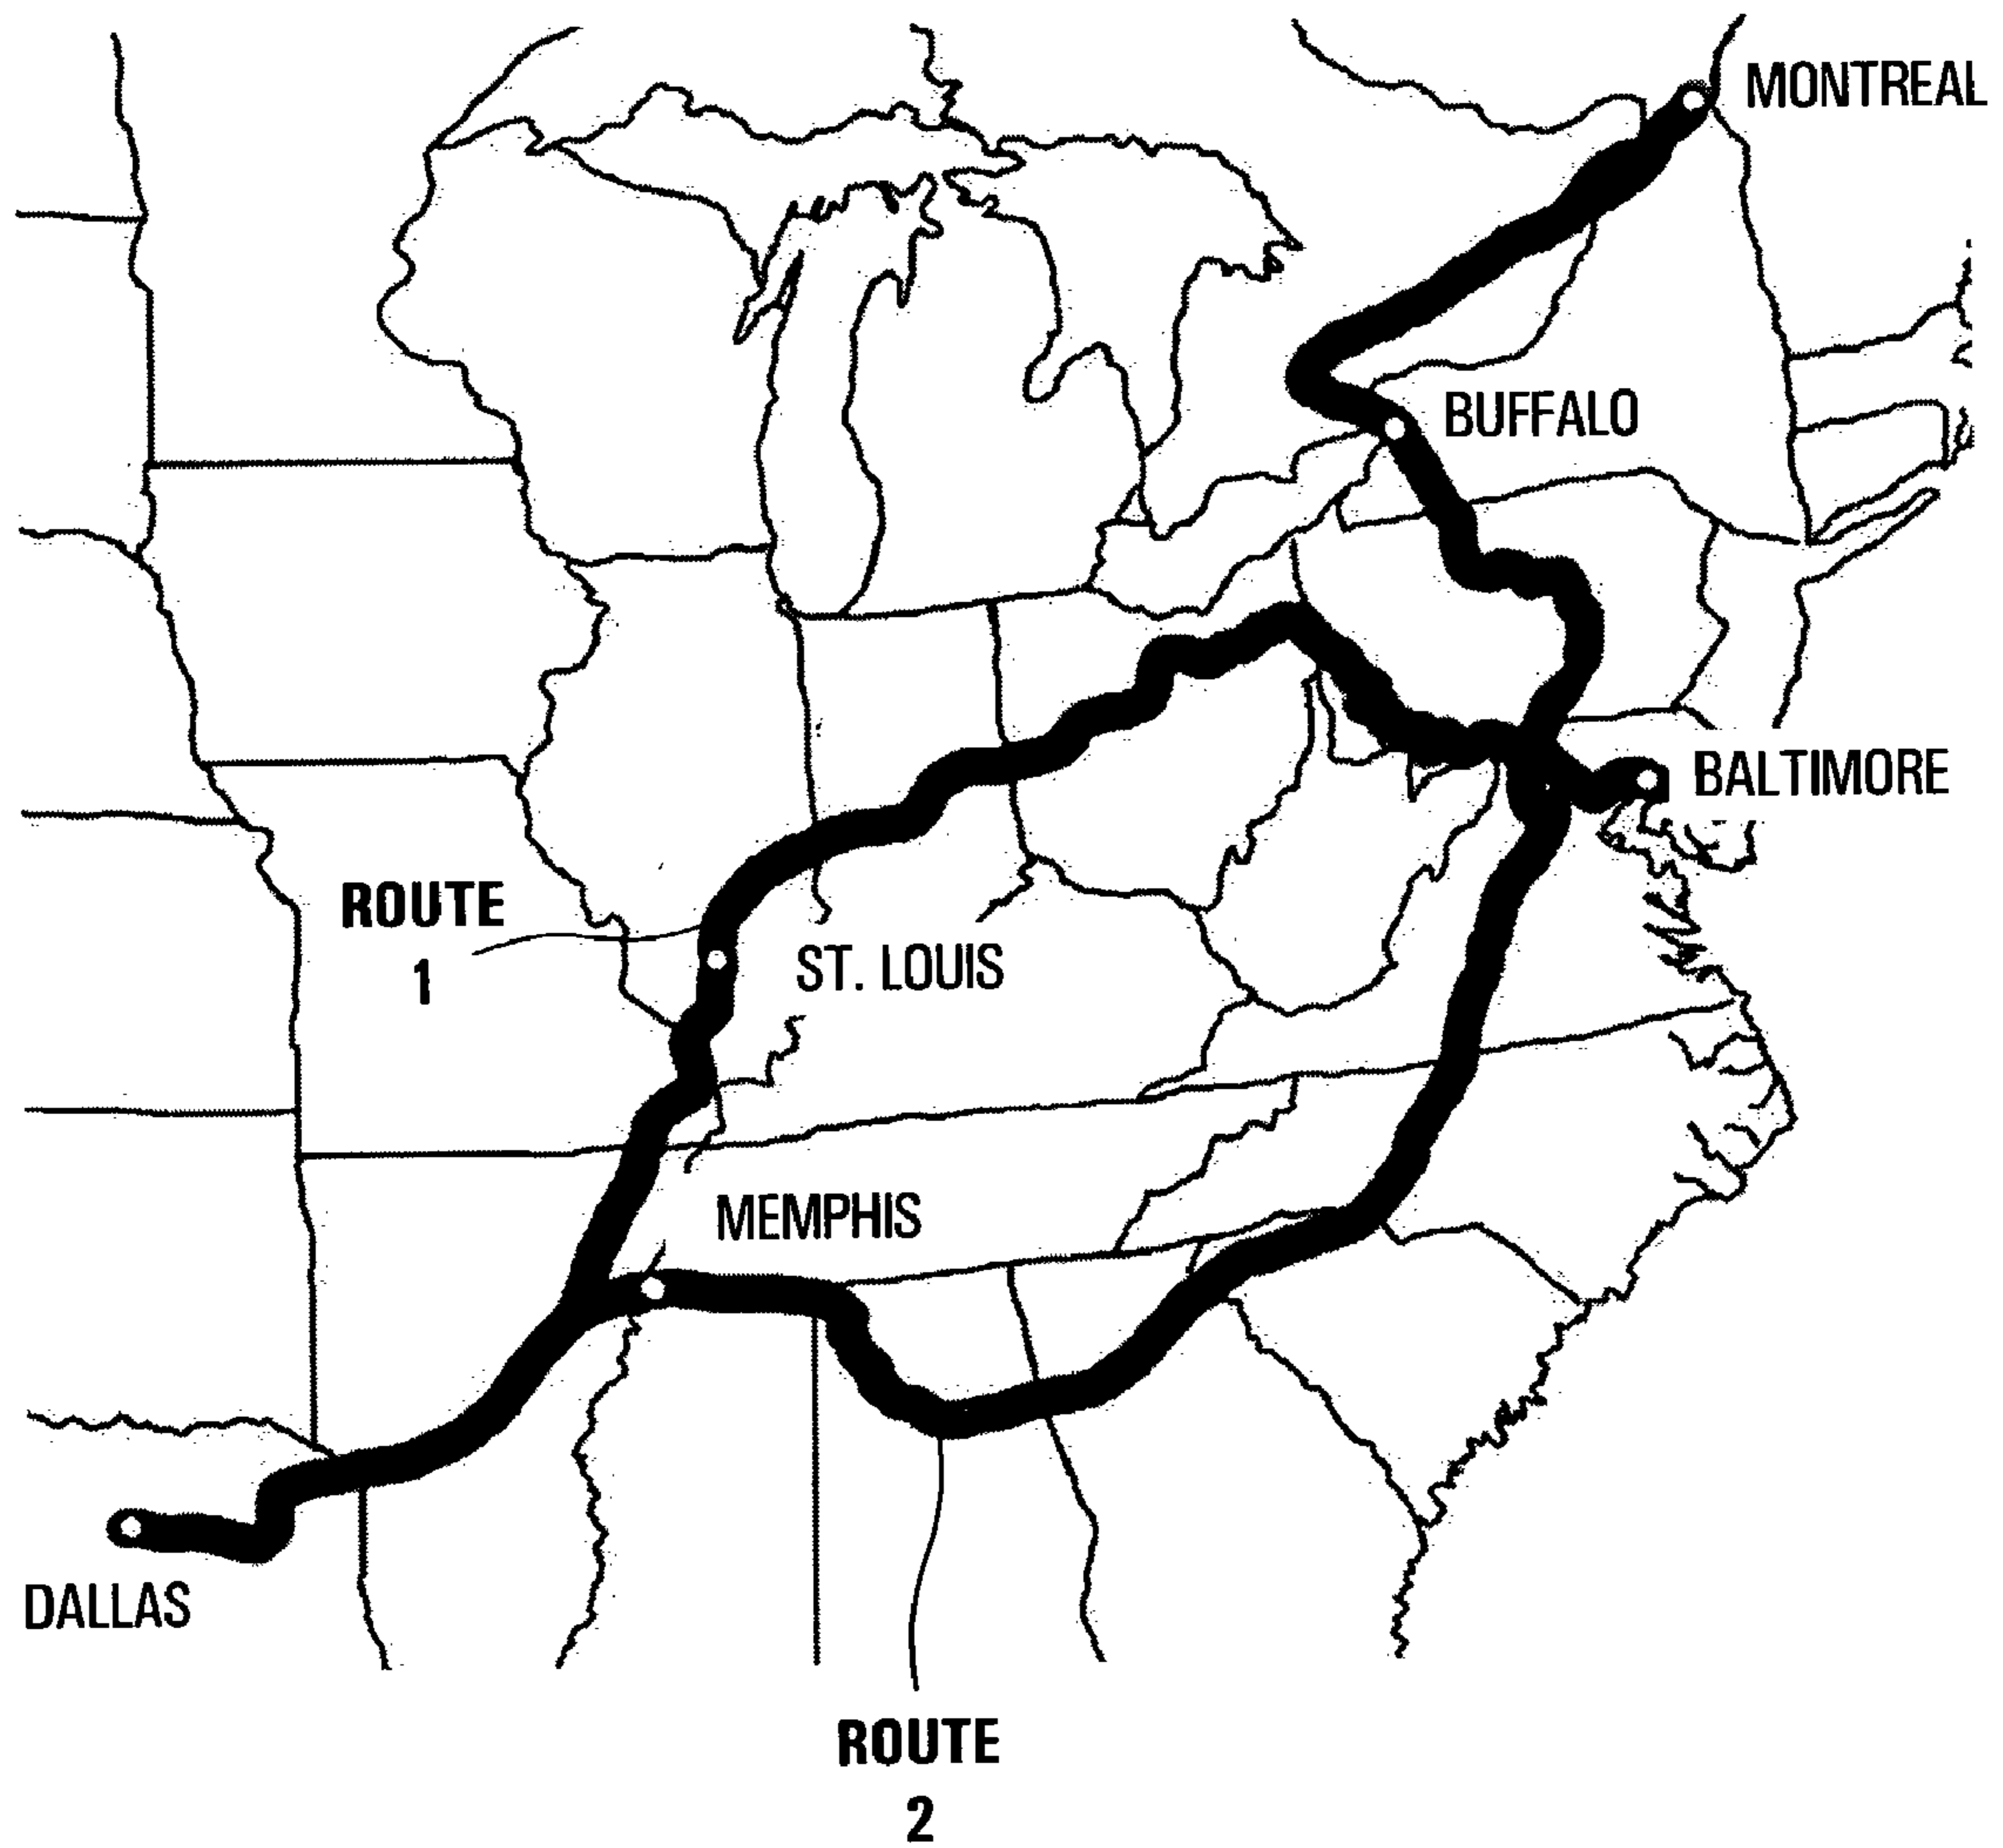 MONTREAL
BUFFALO
BALTIMORE
ROUTE
1
ST. LOUIS
MEMPHIS
DALLAS
ROUTE
2